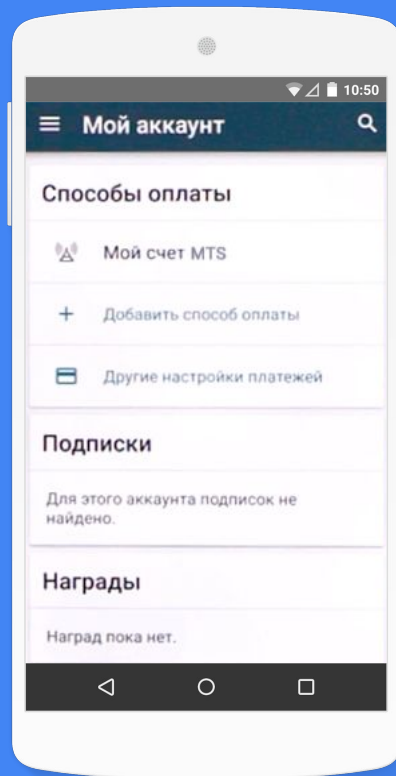 10:50
Мой аккаунт
Способы оплаты
Мой счет MTS
Добавить способ оплаты
Другие настройки платежей
Подписки
Для этого аккаунта подписок не
найдено.
Награды
Наград пока нет.